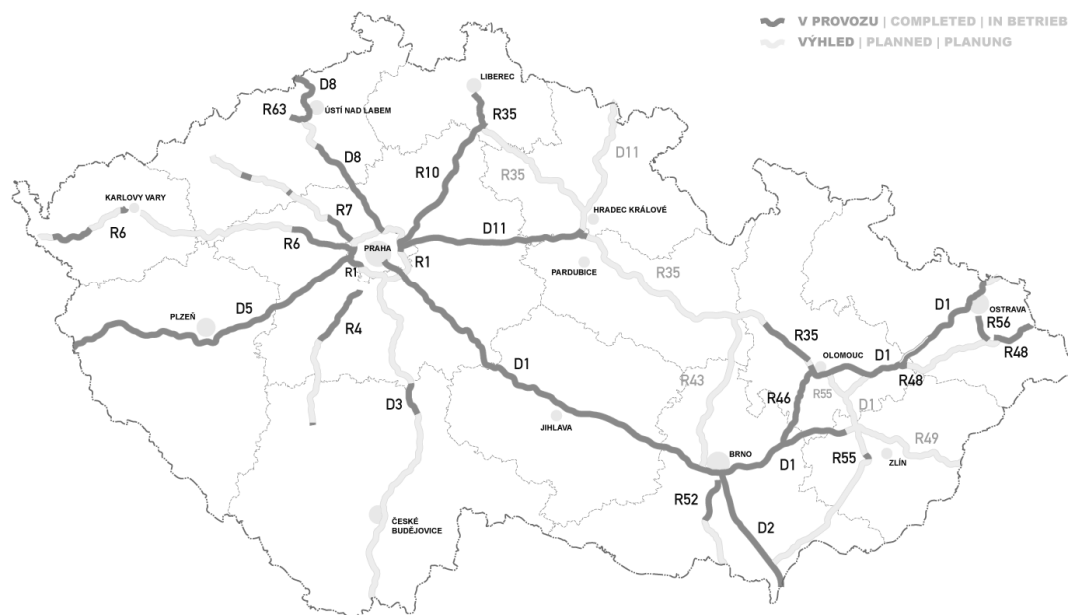 V PROVOZU | COMPLETED | IN BETRIEB
VÝHLED | PLANNED | PLANUNG
D8
LIBEREC
R63
ÚSTÍ NAD LABEM
R35
D11
D8
R10
R35
KARLOVY VARY
R7
HRADEC KRÁLOVÉ
R6
R6
D11
PRAHA
R1
R1
PARDUBICE
R35
D5
PLZEŇ
R4
D1
OSTRAVA
R56
R35
D1
R48
OLOMOUC
D1
R43
R48
R46
R55
D1
D3
JIHLAVA
R49
BRNO
D1
R55
ZLÍN
R52
ČESKÉ
BUDĚJOVICE
D2